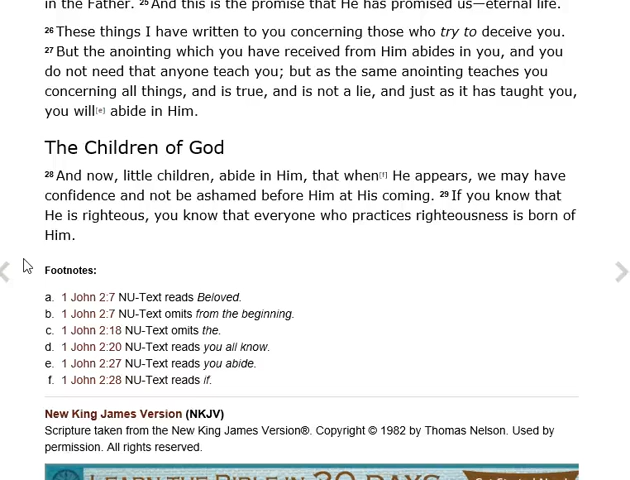 in the Father. 25 And this is the promise that He has promised us—eternal life.
26 These things I have written to you concerning those who try to deceive you.
27 But the anointing which you have received from Him abides in you, and you
do not need that anyone teach you; but as the same anointing teaches you
concerning all things, and is true, and is not a lie, and just as it has taught you,
you will[e] abide in Him.
The Children of God
28 And now, little children, abide in Him, that when[f] He appears, we may have
confidence and not be ashamed before Him at His coming. 29 If you know that
He is righteous, you know that everyone who practices righteousness is born of
Him.
Footnotes:
a. 1 John 2:7 NU-Text reads Beloved.
b. 1 John 2:7 NU-Text omits from the beginning.
c. 1 John 2:18 NU-Text omits the.
d. 1 John 2:20 NU-Text reads you all know.
e. 1 John 2:27 NU-Text reads you abide.
f. 1 John 2:28 NU-Text reads if.
New King James Version (NKJV)
Scripture taken from the New King James Version®. Copyright © 1982 by Thomas Nelson. Used by
permission. All rights reserved.
LEARN THE BIBLE IN 30 DAYS